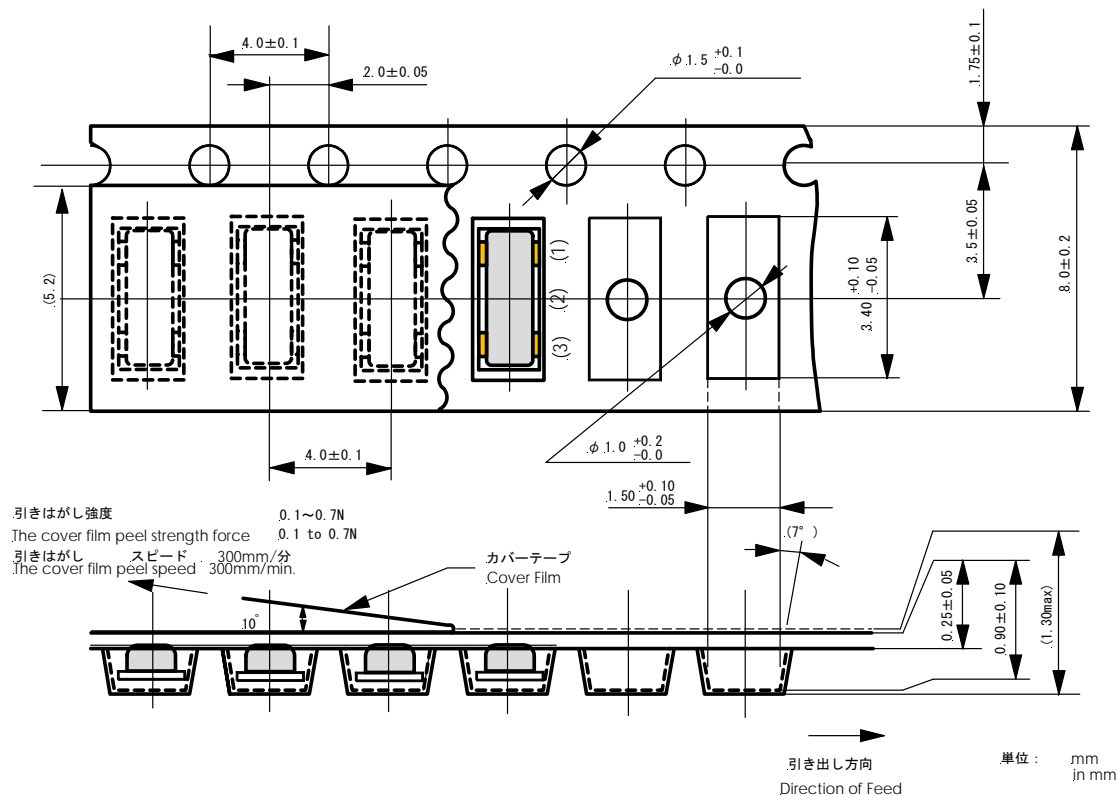 4.0±0.1
2.0±0.05
φ1.5 +0.1
-0.0
1.75±0.1
3.5±0.05
8.0±0.2
(5.2)
(1)
(2)
(3)
3.40 +0.10
-0.05
4.0±0.1
φ1.0 +0.2
-0.0
1.50 +0.10
-0.05
(7°)
引きはがし強度 0.1～0.7N
The cover film peel strength force 0.1 to 0.7N
引きはがし スピード 300mm/分
The cover film peel speed 300mm/min.
カバーテープ
Cover Film
10°
0.25±0.05
0.90±0.10
(1.30max)
引き出し方向
Direction of Feed
単位： mm
in mm